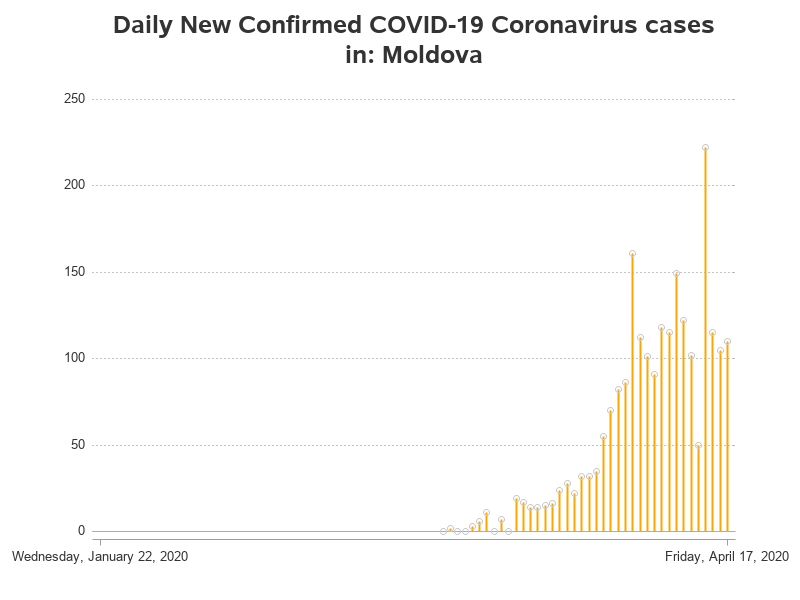 Daily New Confirmed COVID-19 Coronavirus cases
in: Moldova
250
200
150
100
50
0
Wednesday, January 22, 2020
Friday, April 17, 2020